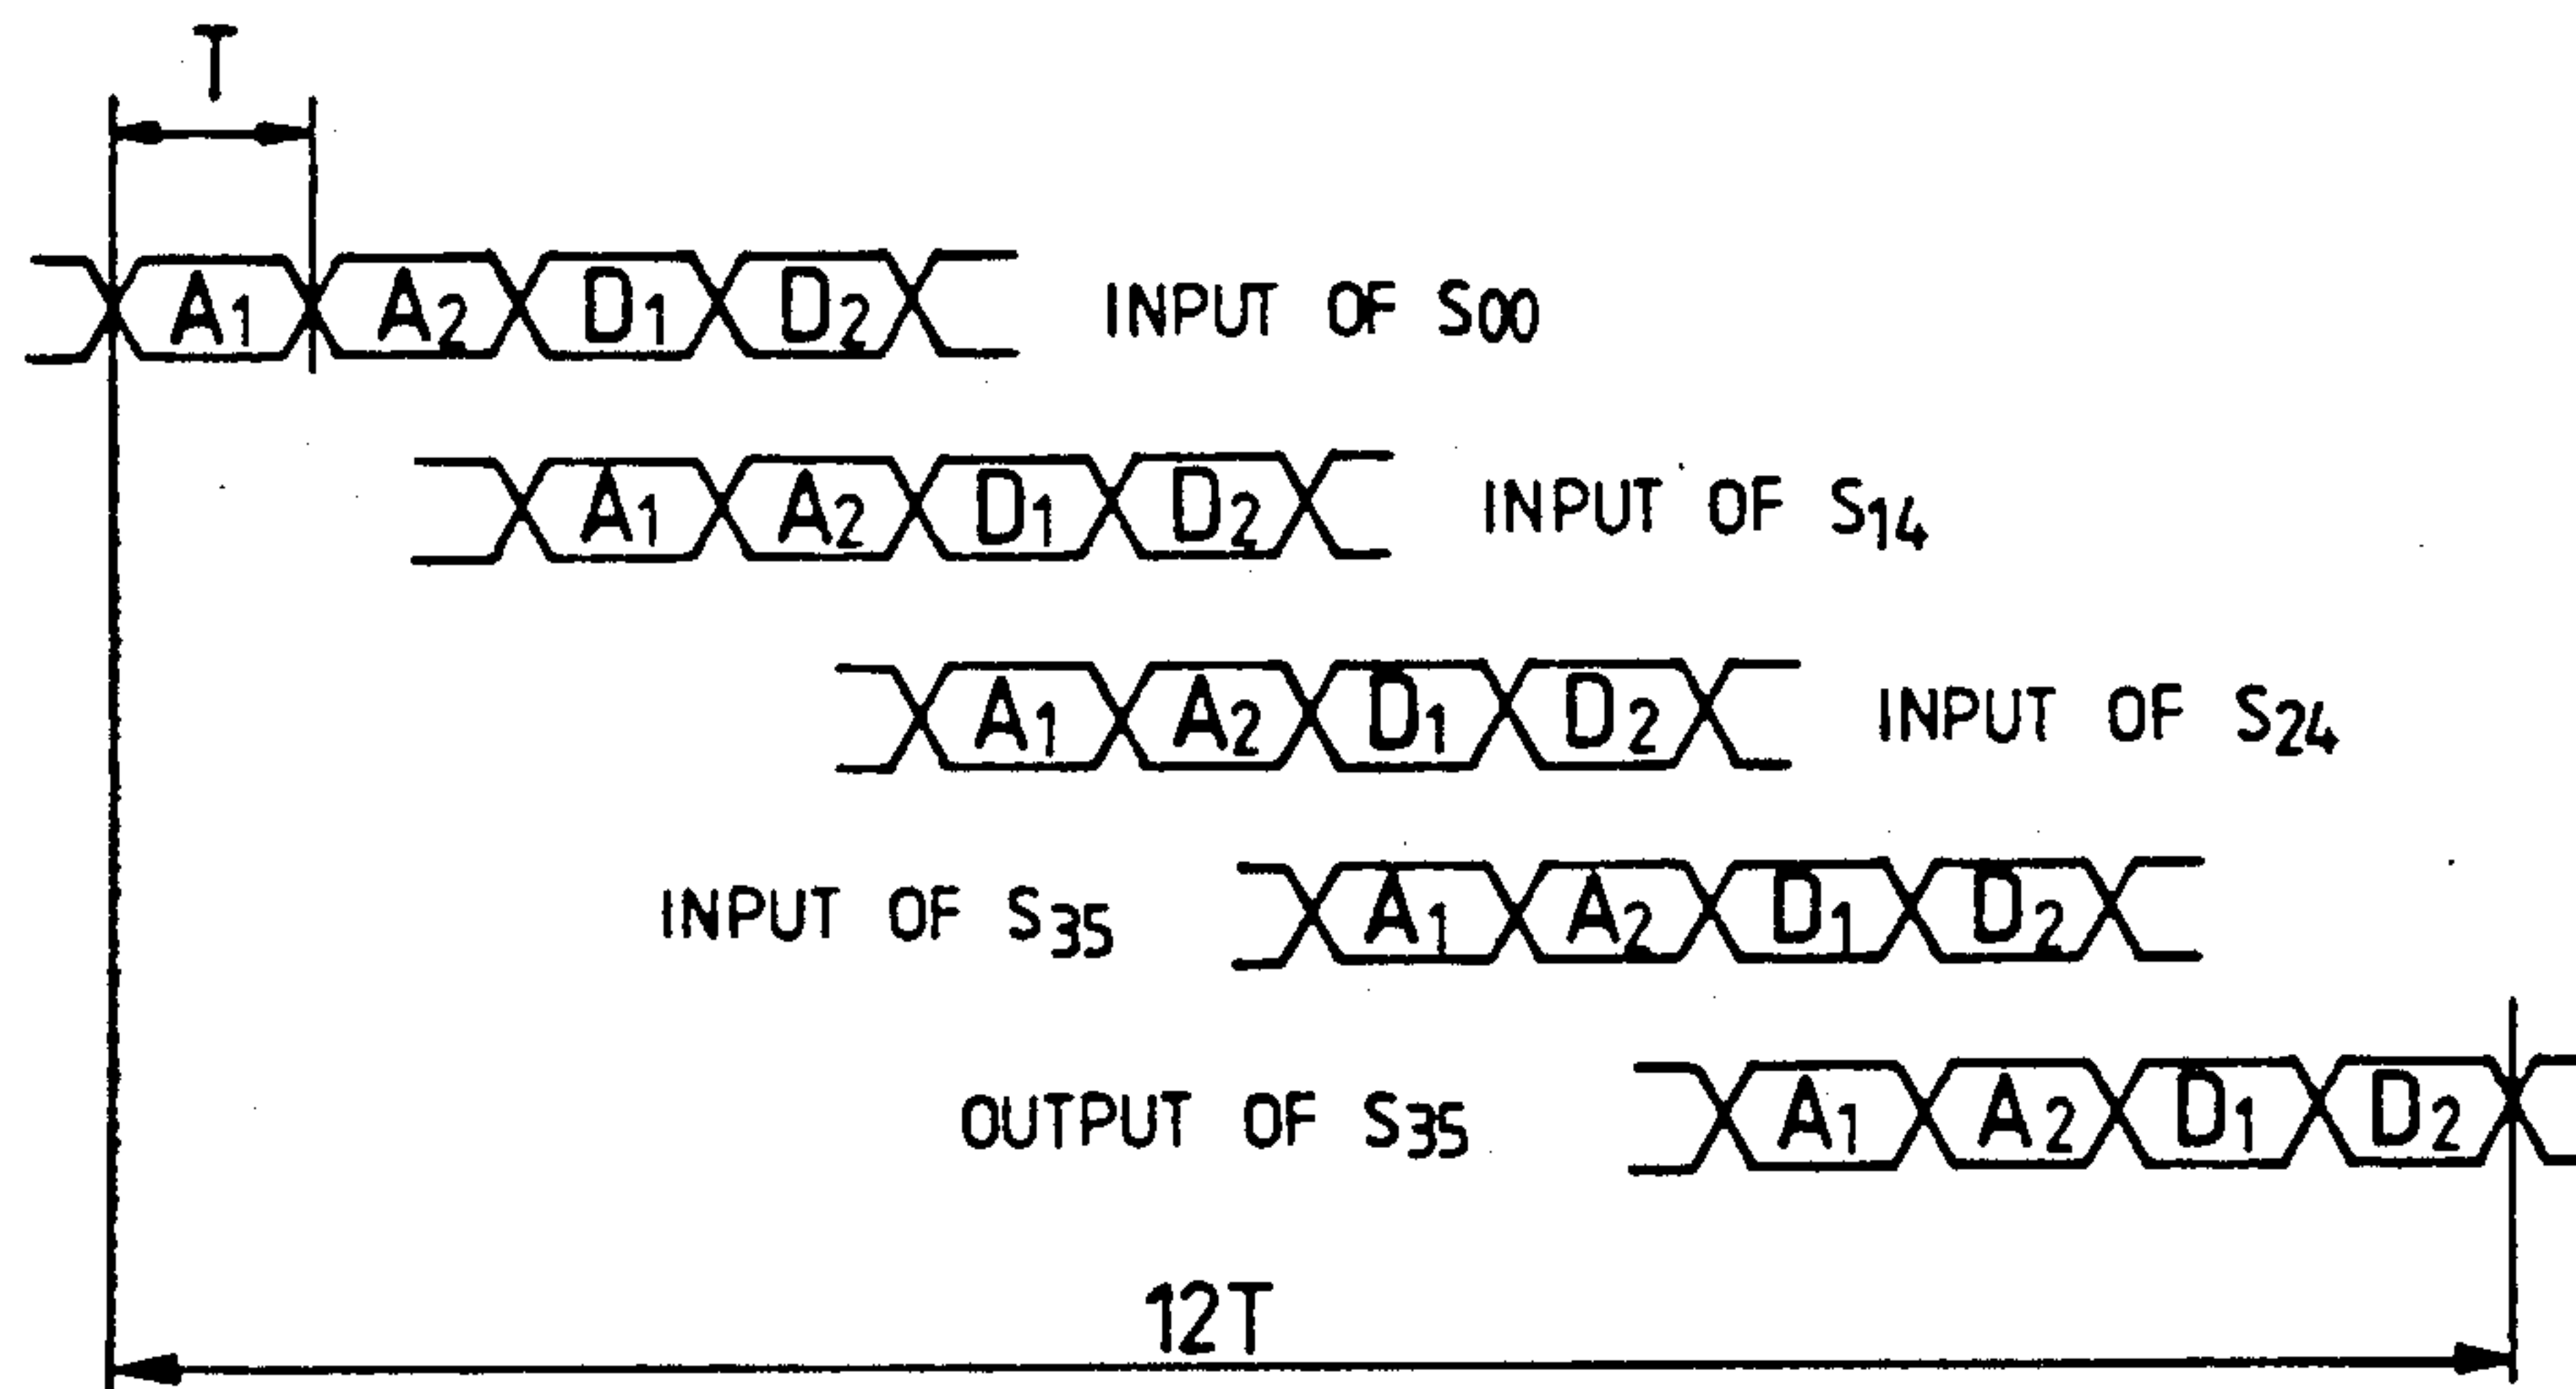 T
A1 A2 D1 D2 INPUT OF S00
A1 A2 D1 D2 INPUT OF S14
A1 A2 D1 D2 INPUT OF S24
INPUT OF S35 A1 A2 D1 D2
OUTPUT OF S35 A1 A2 D1 D2
12T